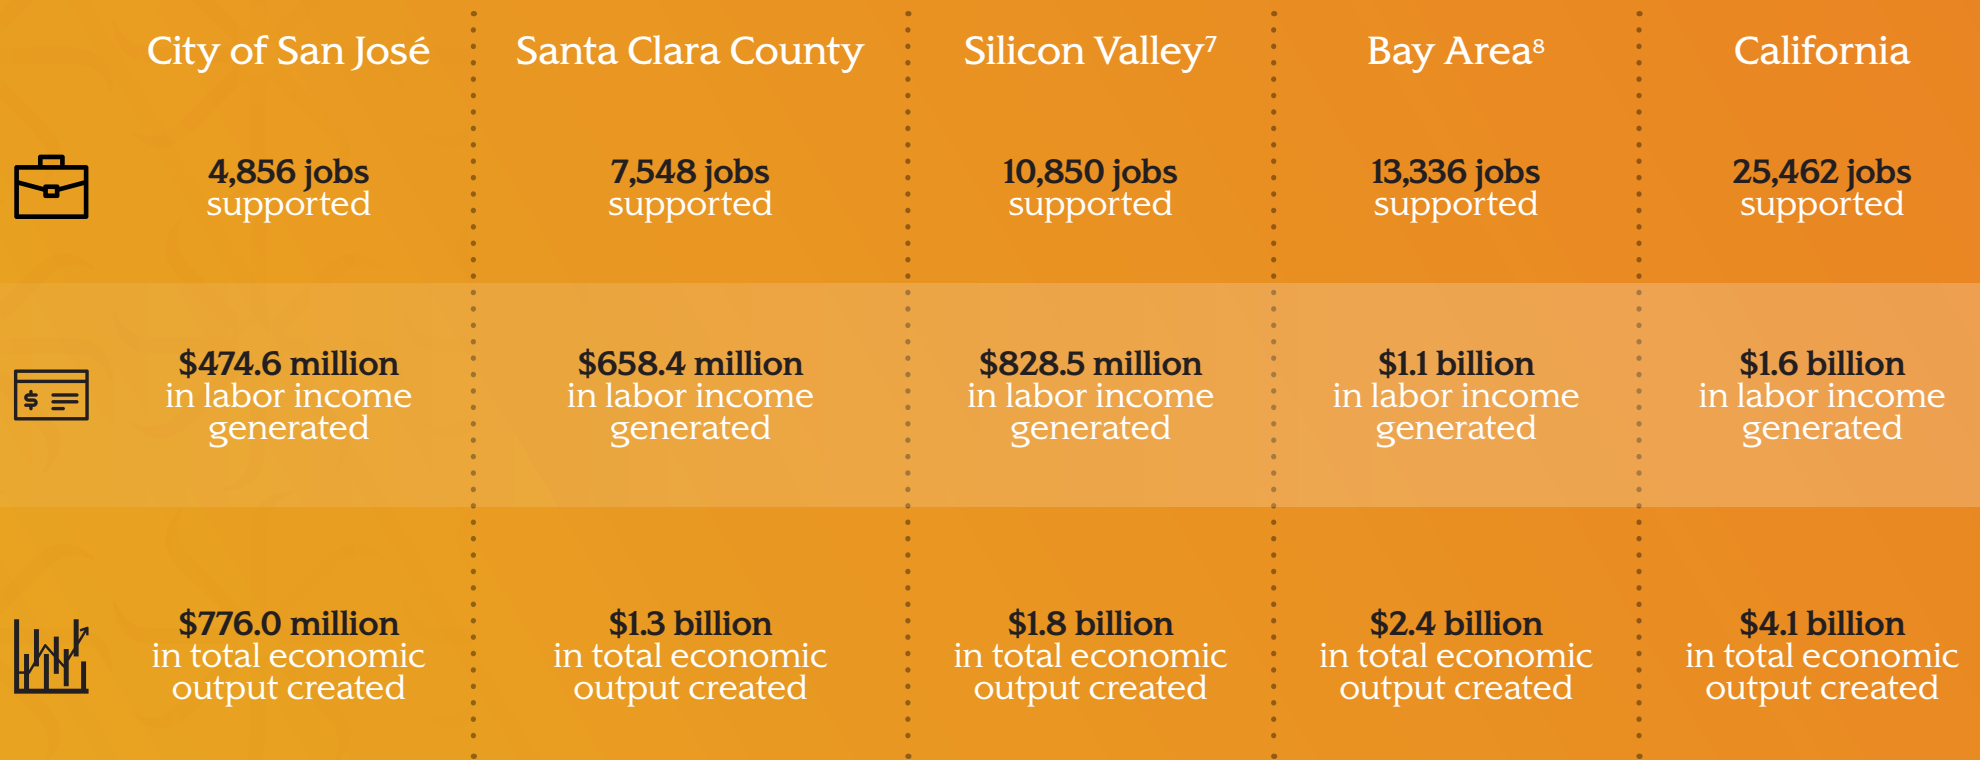 City of San José
Santa Clara County
Silicon Valley⁷
Bay Area⁸
California
4,856 jobs
supported
7,548 jobs
supported
10,850 jobs
supported
13,336 jobs
supported
25,462 jobs
supported
$474.6 million
in labor income
generated
$658.4 million
in labor income
generated
$828.5 million
in labor income
generated
$1.1 billion
in labor income
generated
$1.6 billion
in labor income
generated
$
$776.0 million
in total economic
output created
$1.3 billion
in total economic
output created
$1.8 billion
in total economic
output created
$2.4 billion
in total economic
output created
$4.1 billion
in total economic
output created